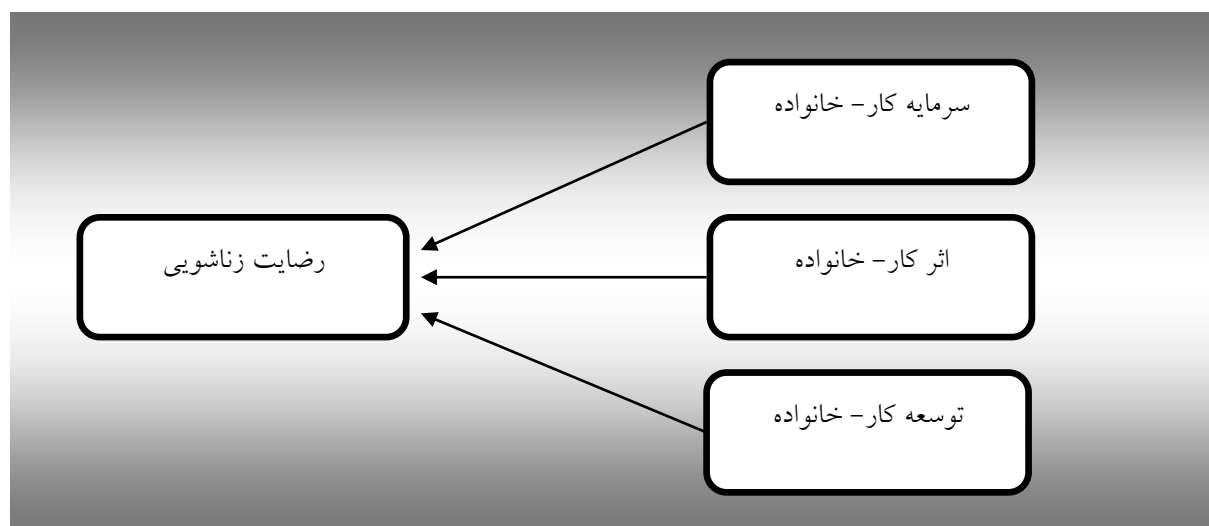 سرمایه کار – خانواده
اثر کار – خانواده
رضایت زناشویی
توسعه کار – خانواده